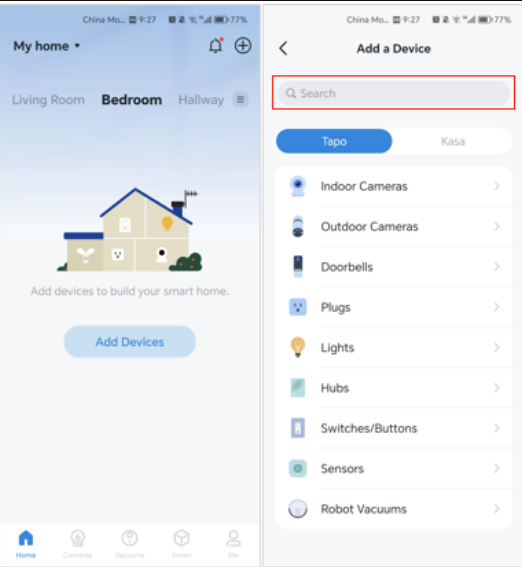 China Mo... 9:27 77%
My home
Living Room Bedroom Hallway
Add devices to build your smart home.
Add Devices
Home Cameras Vacuums Smart Me
China Mo... 9:27 77%
Add a Device
Search
Tapo Kasa
Indoor Cameras
Outdoor Cameras
Doorbells
Plugs
Lights
Hubs
Switches/Buttons
Sensors
Robot Vacuums